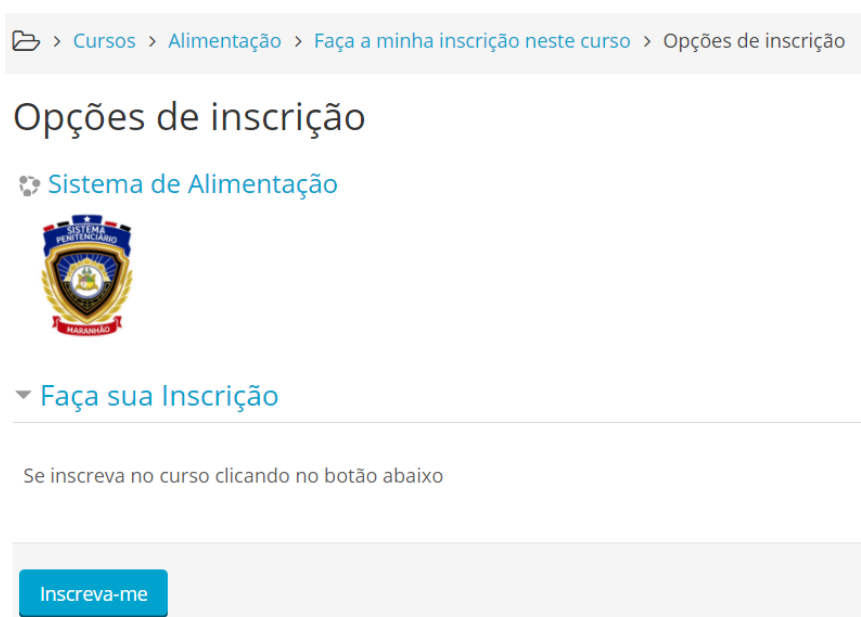 > Cursos > Alimentação > Faça a minha inscrição neste curso > Opções de inscrição
Opções de inscrição
Sistema de Alimentação
SISTEMA
PENITENCIÁRIO
MARANHÃO
Faça sua Inscrição
Se inscreva no curso clicando no botão abaixo
Inscreva-me